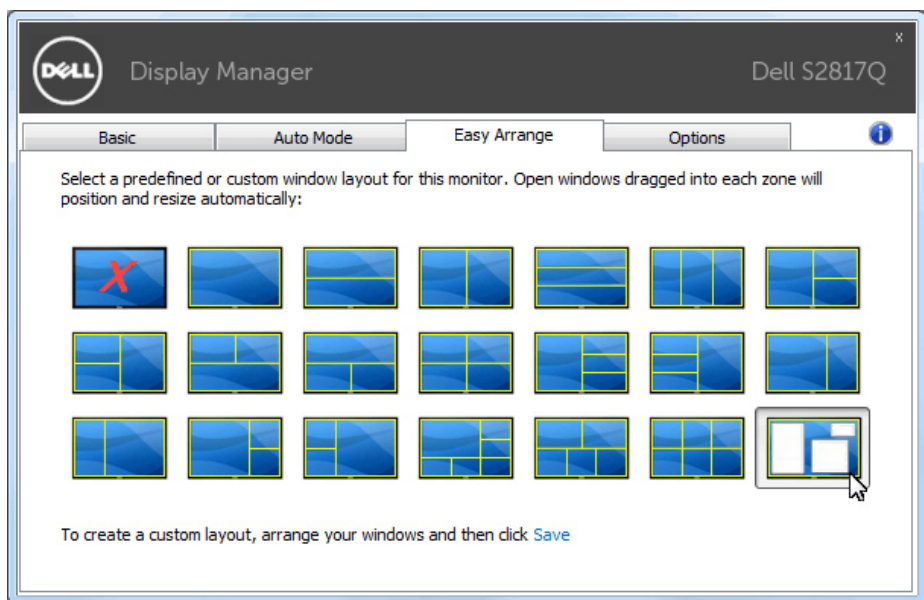 x
DELL
Display Manager
Dell S2817Q
Basic
Auto Mode
Easy Arrange
Options
i
Select a predefined or custom window layout for this monitor. Open windows dragged into each zone will
position and resize automatically:
X
To create a custom layout, arrange your windows and then click Save